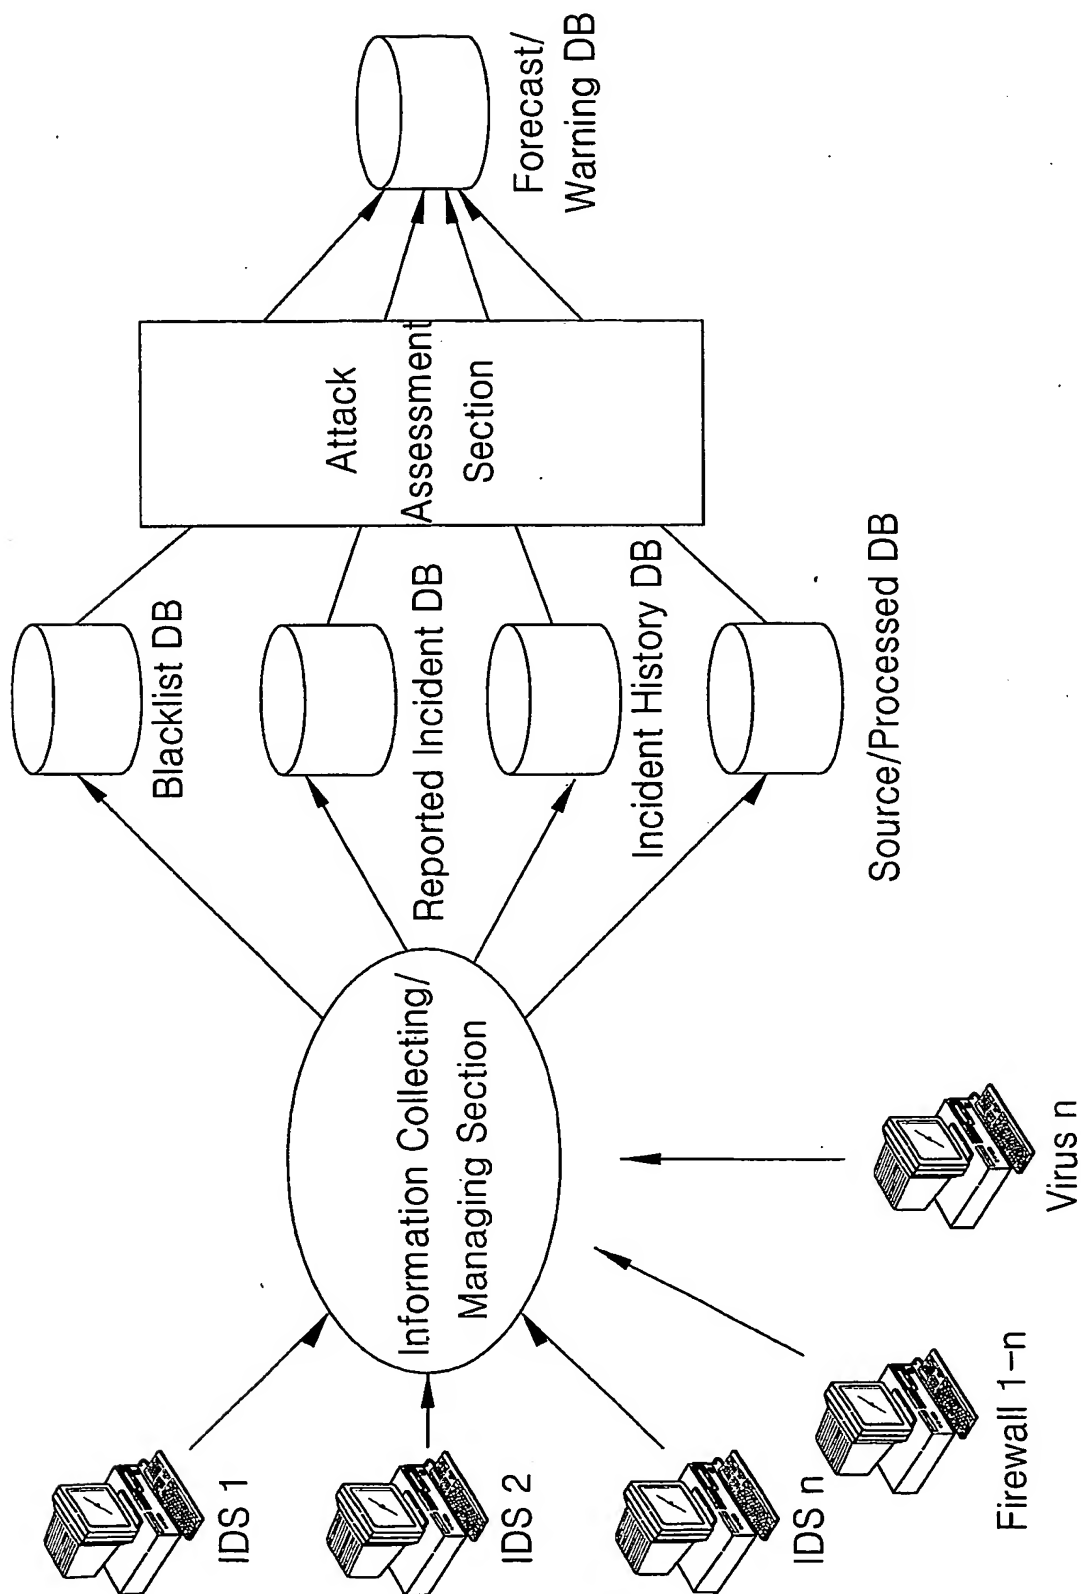 IDS 1
IDS 2
IDS n
Firewall 1-n
Virus n
Information Collecting/
Managing Section
Blacklist DB
Reported Incident DB
Incident History DB
Source/Processed DB
Attack
Assessment
Section
Forecast/
Warning DB